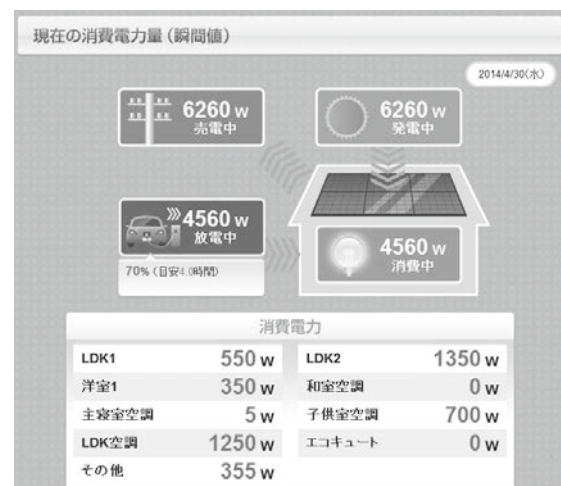 現在の消費電力量（瞬間値）
2014/4/30(水)
6260 w
売電中
6260 w
発電中
4560 w
放電中
4560 w
消費中
70% (目安4.0時間)
消費電力
LDK1 550 w LDK2 1350 w
洋室1 350 w 和室空調 0 w
主寝室空調 5 w 子供室空調 700 w
LDK空調 1250 w エコキュート 0 w
その他 355 w